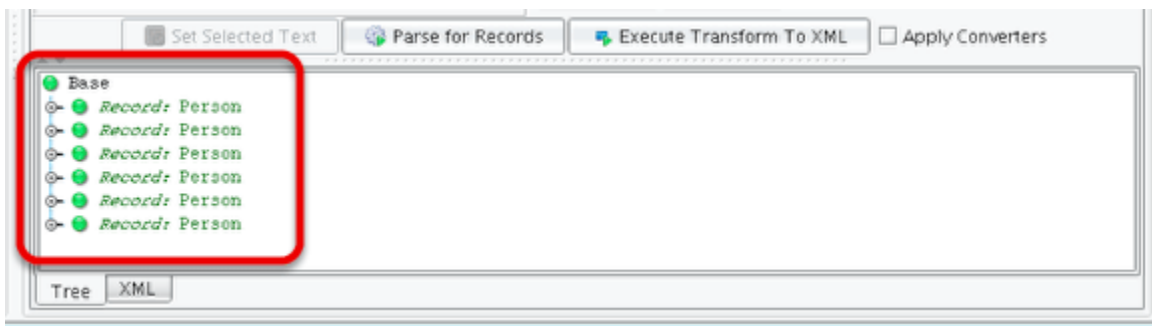 Set Selected Text Parse for Records Execute Transform To XML Apply Converters
Base
Record: Person
Record: Person
Record: Person
Record: Person
Record: Person
Record: Person
Tree XML